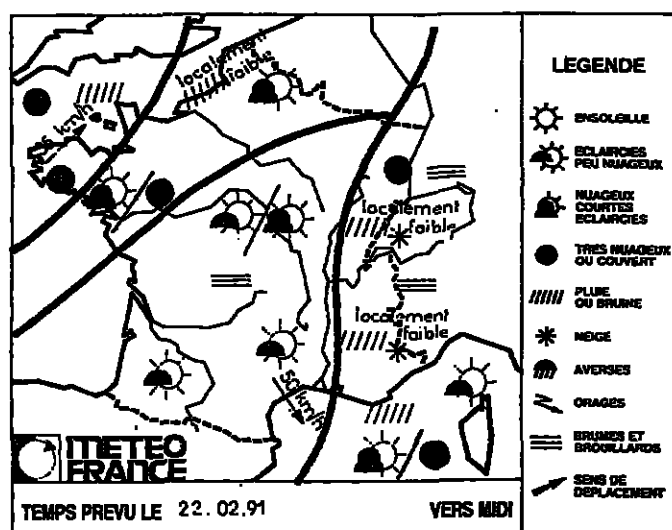 localement
faible
km/h
localement
faible
localement
faible
50 km/h
METEO
FRANCE
TEMPS PREVU LE 22.02.91 VERS MIDI
LEGENDE
ENSOLEILLE
ECLAIRCIES
PEU NUAGEUX
NUAGEUX
COURTES
ECLAIRCIES
TRES NUAGEUX
OU COUVERT
PLUIE
OU BRUINE
NEIGE
AVERSES
ORAGES
BRUMES ET
BROUILLARDS
SENS DE
DEPLACEMENT